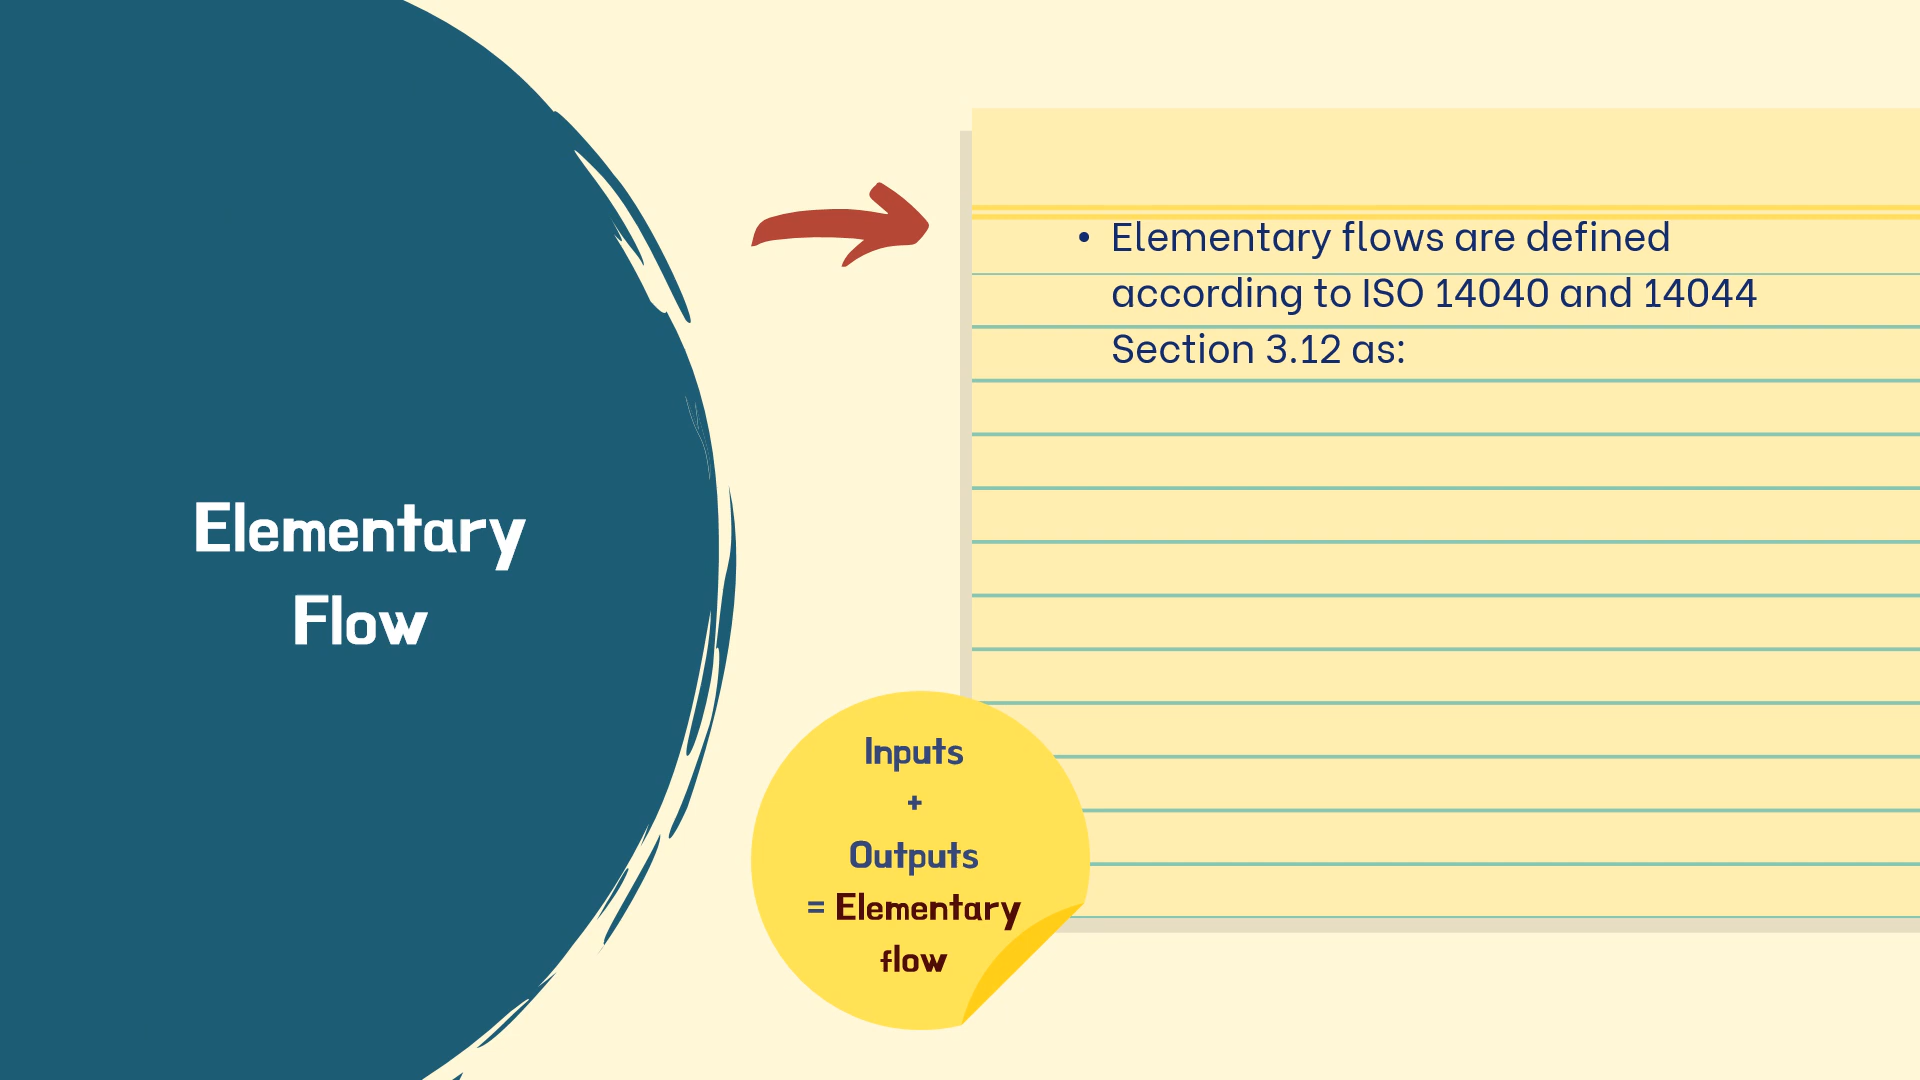 Elementary
Flow
• Elementary flows are defined
according to ISO 14040 and 14044
Section 3.12 as:
Inputs
+
Outputs
= Elementary
flow